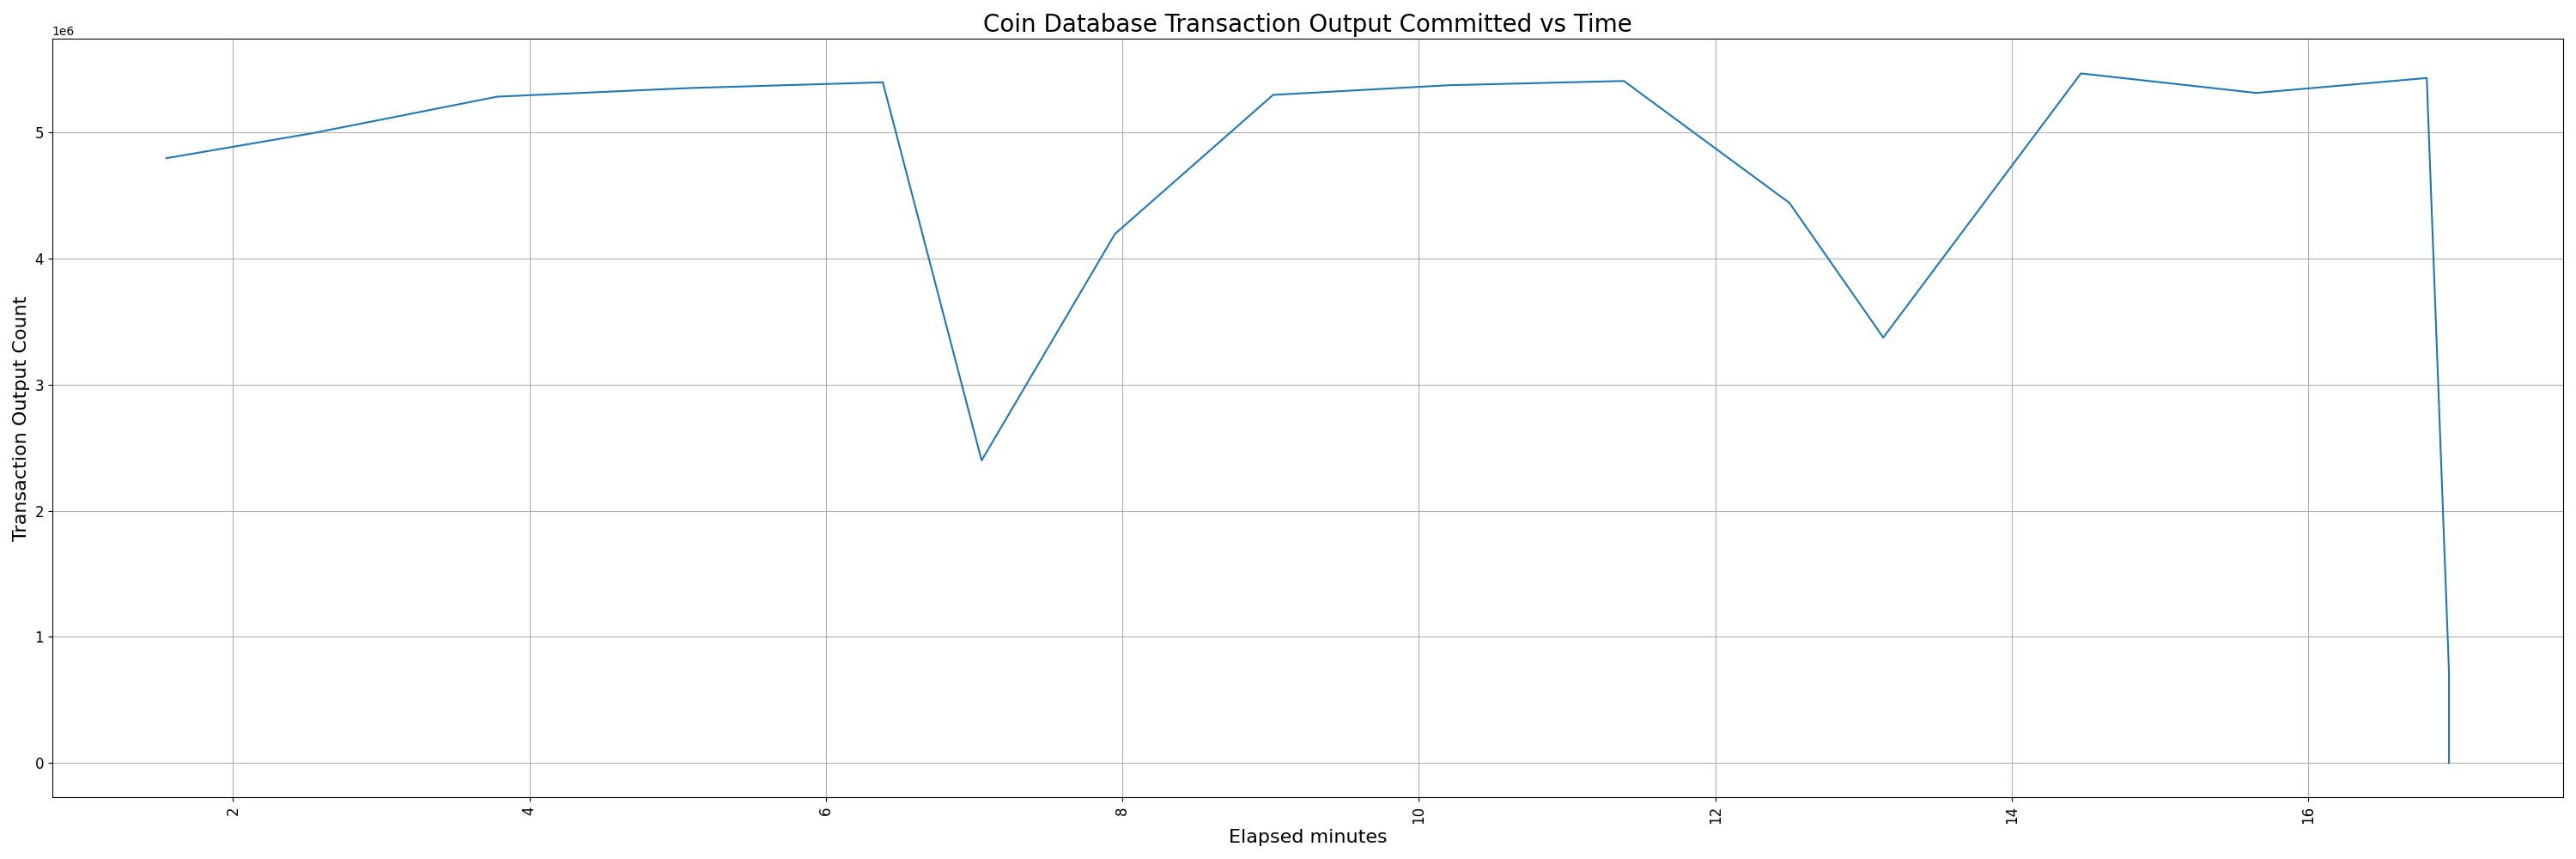 Coin Database Transaction Output Committed vs Time
1e6
5
4
3
2
1
0
Transaction Output Count
2 4 6 8 10 12 14 16
Elapsed minutes